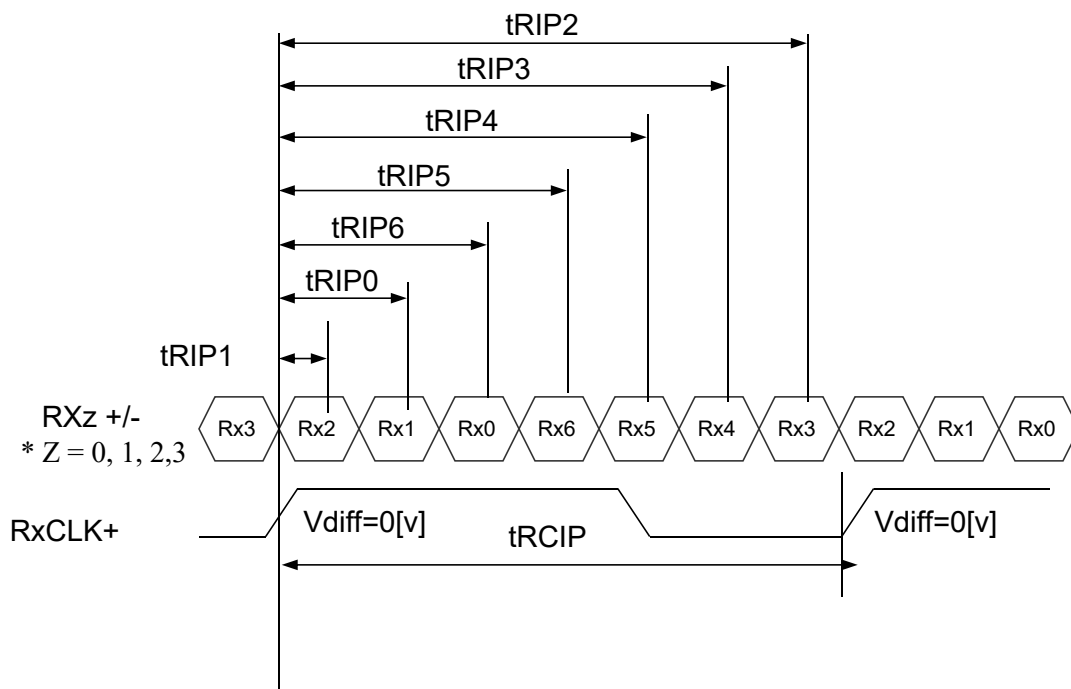 tRIP2
tRIP3
tRIP4
tRIP5
tRIP6
tRIP0
tRIP1
RXz +/-
* Z = 0, 1, 2,3
Rx3 Rx2 Rx1 Rx0 Rx6 Rx5 Rx4 Rx3 Rx2 Rx1 Rx0
RxCLK+
Vdiff=0[v] Vdiff=0[v]
tRCIP